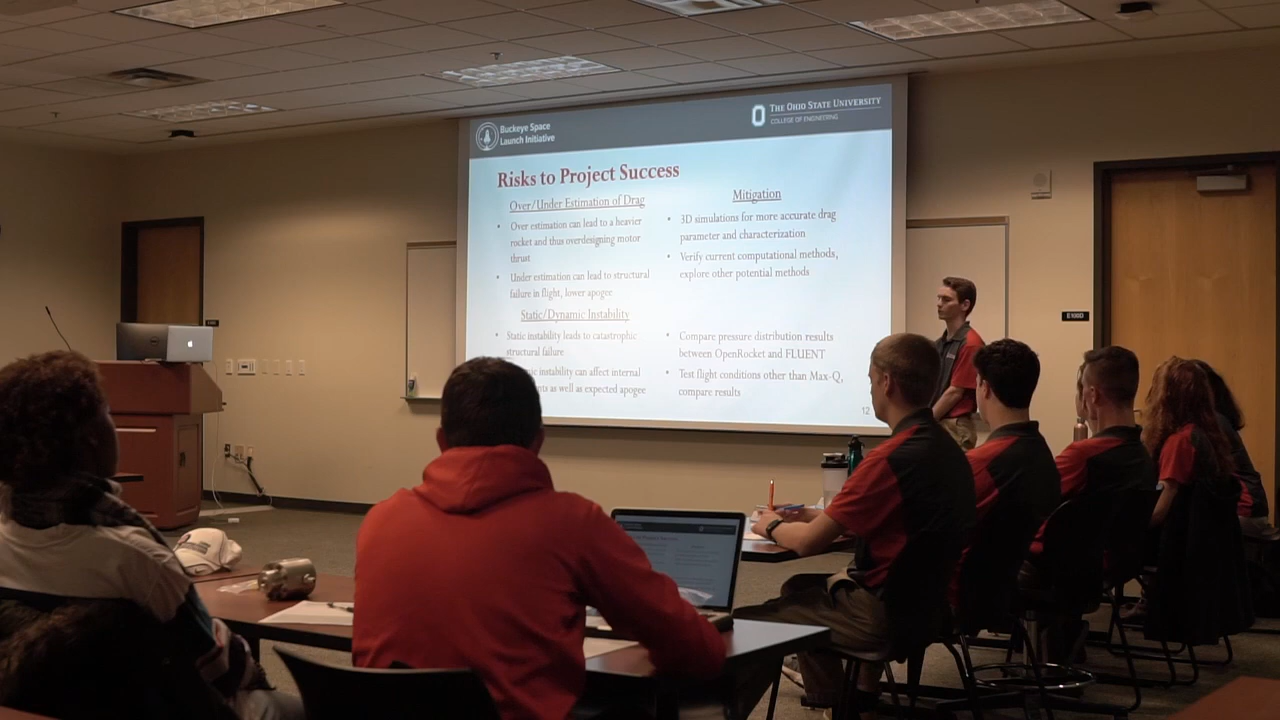 Buckeye Space
Launch Initiative
THE OHIO STATE UNIVERSITY
COLLEGE OF ENGINEERING
Risks to Project Success
Over/Under Estimation of Drag
• Over estimation can lead to a heavier
rocket and thus overdesigning motor
thrust
• Under estimation can lead to structural
failure in flight, lower apogee
Static/Dynamic Instability
• Static instability leads to catastrophic
structural failure
can affect internal
as well as expected apogee
Mitigation
• 3D simulations for more accurate drag
parameter and characterization
• Verify current computational methods,
explore other potential methods
• Compare pressure distribution results
between OpenRocket and FLUENT
• Test flight conditions other than Max-Q,
compare results
12